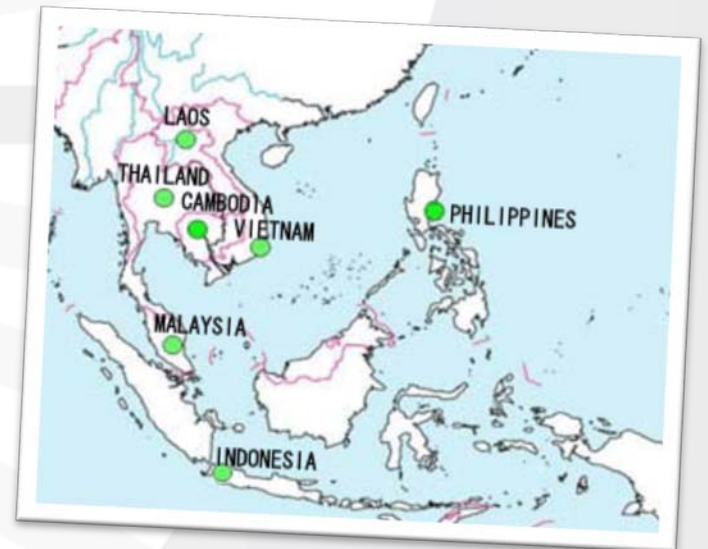 LAOS
THAILAND
CAMBODIA
VIETNAM
PHILIPPINES
MALAYSIA
INDONESIA